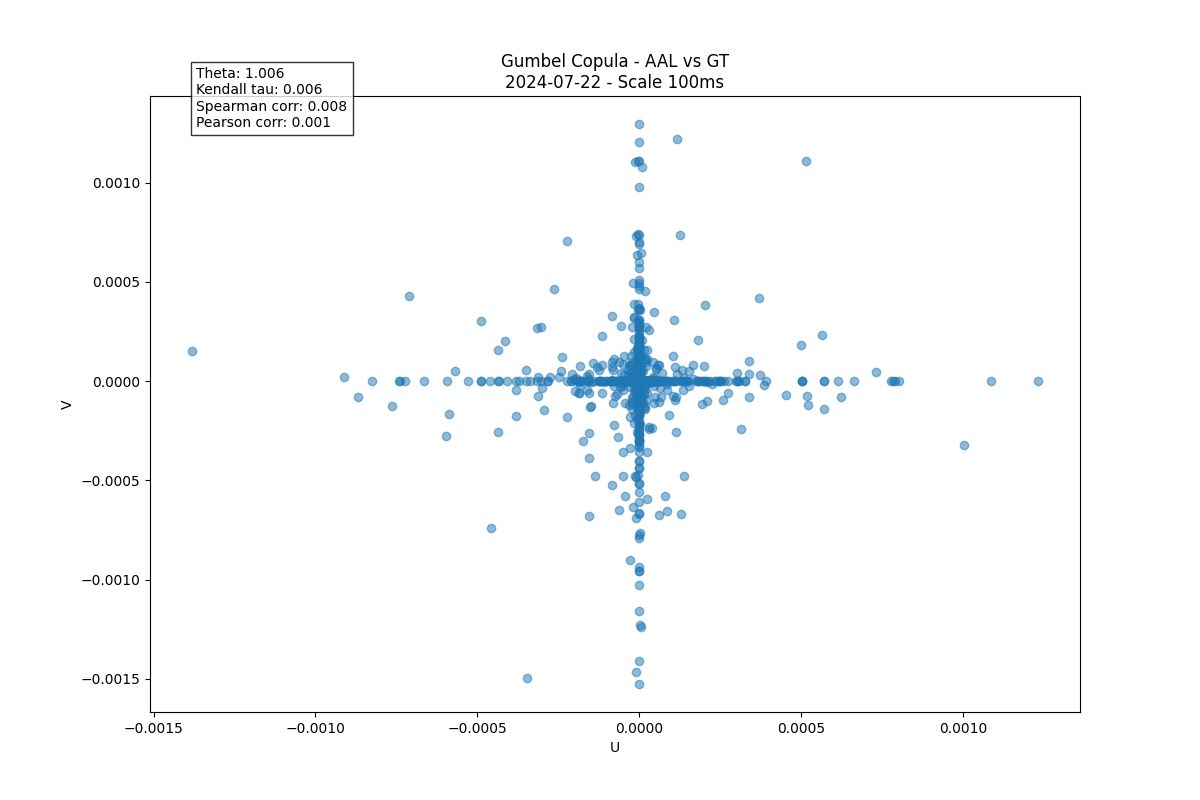 Gumbel Copula - AAL vs GT
2024-07-22 - Scale 100ms
Theta: 1.006
Kendall tau: 0.006
Spearman corr: 0.008
Pearson corr: 0.001
0.0010
0.0005
0.0000
−0.0005
−0.0010
−0.0015
V
−0.0015
−0.0010
−0.0005
0.0000
0.0005
0.0010
U